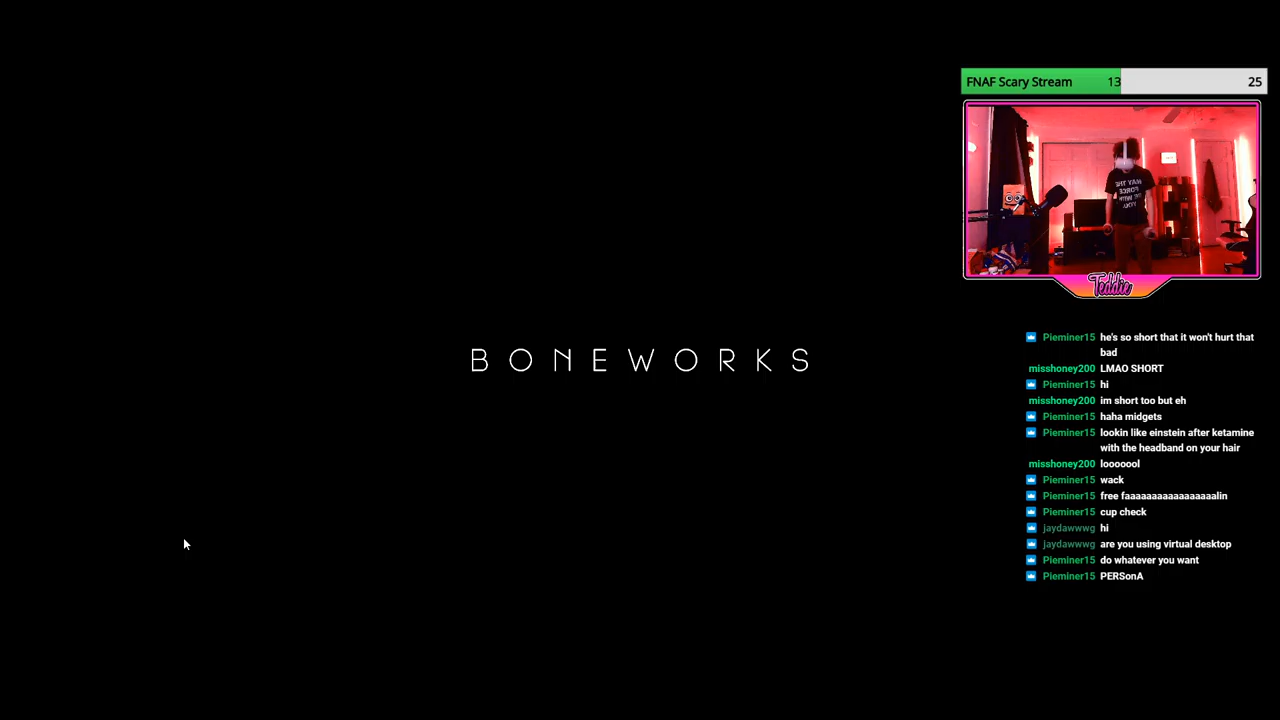 FNAF Scary Stream 13 25
Teddie
BONEWORKS
Pieminer15 he's so short that it won't hurt that
bad
misshoney200 LMAO SHORT
Pieminer15 hi
misshoney200 im short too but eh
Pieminer15 haha midgets
Pieminer15 lookin like einstein after ketamine
with the headband on your hair
misshoney200 looooool
Pieminer15 wack
Pieminer15 free faaaaaaaaaaaaaaaalin
Pieminer15 cup check
jaydawwwg hi
jaydawwwg are you using virtual desktop
Pieminer15 do whatever you want
Pieminer15 PERSonA